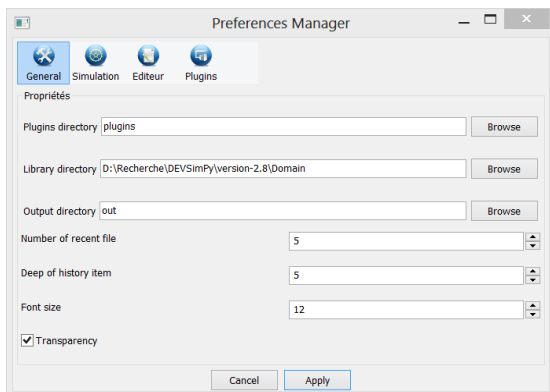 Preferences Manager
General Simulation Editeur Plugins
Propriétés
Plugins directory plugins Browse
Library directory D:\Recherche\DEVSimPy\version-2.8\Domain Browse
Output directory out Browse
Number of recent file 5
Deep of history item 5
Font size 12
Transparency
Cancel Apply